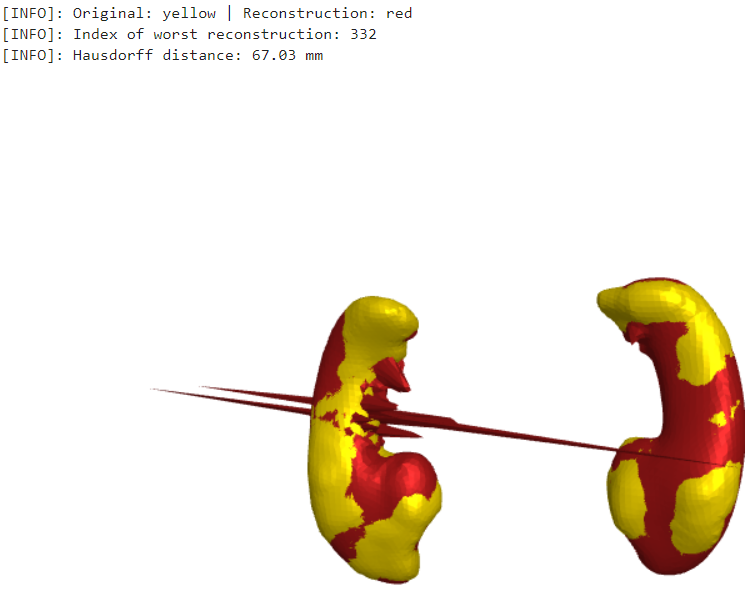 [INFO]: Original: yellow | Reconstruction: red
[INFO]: Index of worst reconstruction: 332
[INFO]: Hausdorff distance: 67.03 mm